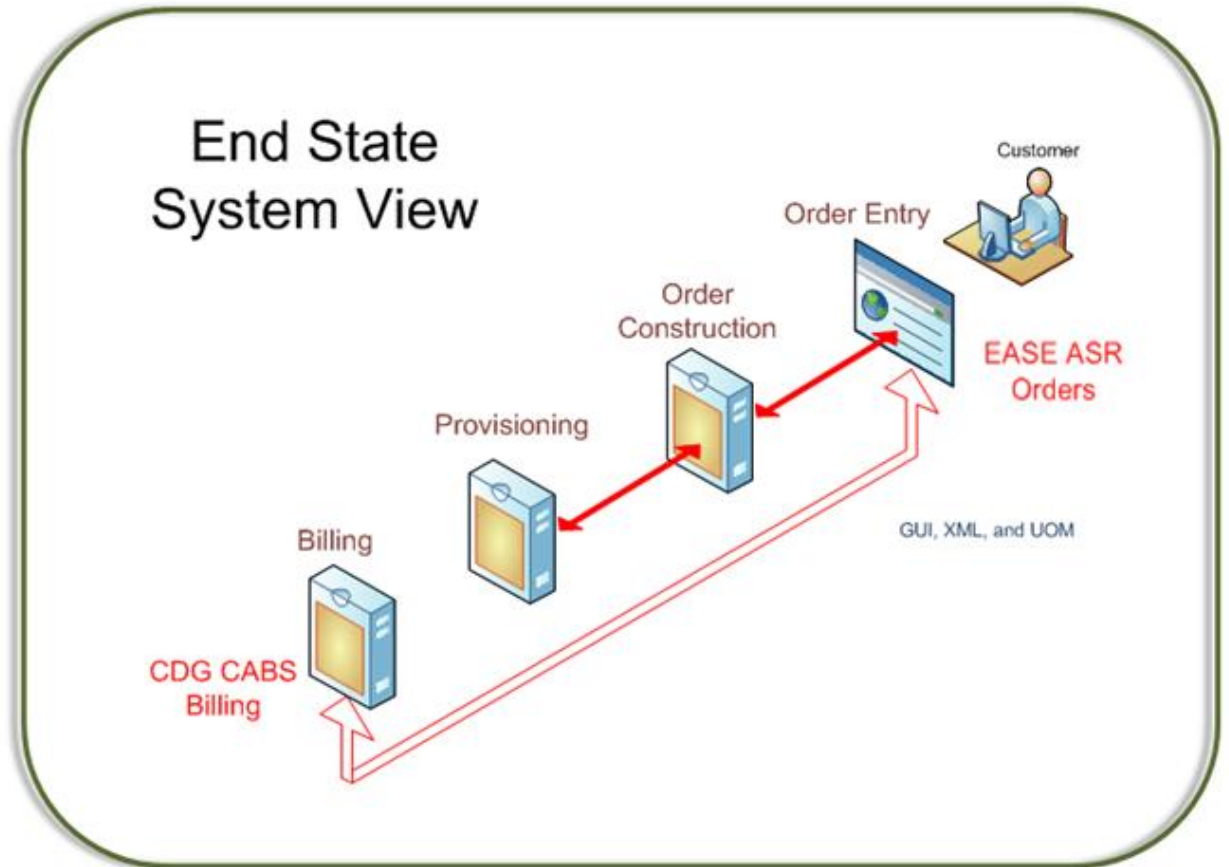 End State
System View
Customer
Order Entry
Order
Construction
EASE ASR
Orders
Provisioning
GUI, XML, and UOM
Billing
CDG CABS
Billing